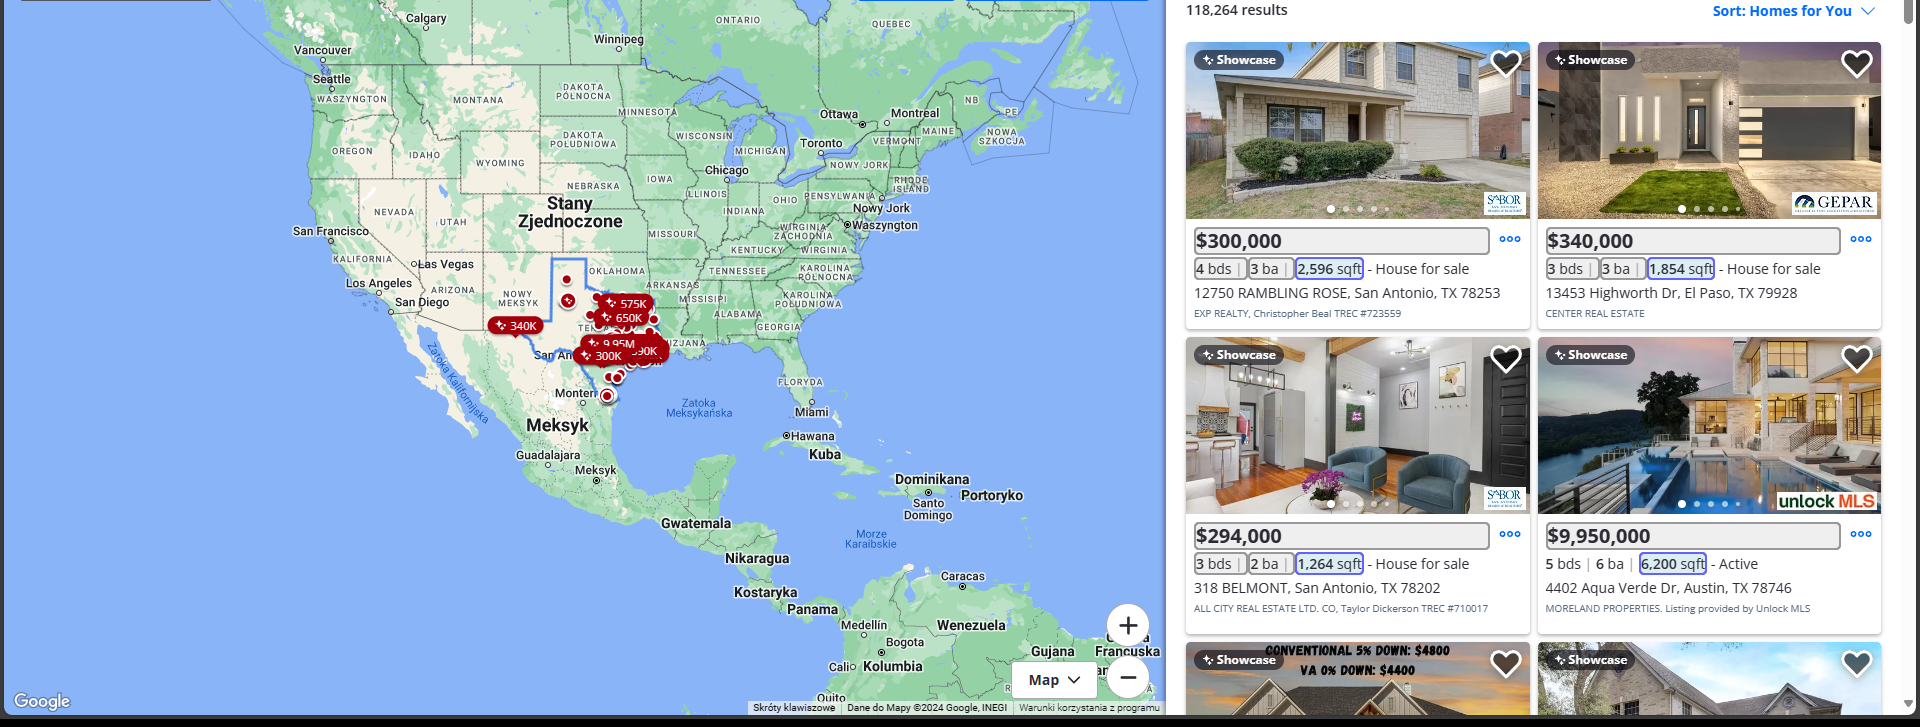 118,264 results
Sort: Homes for You
Showcase
SABOR
$300,000
4 bds | 3 ba | 2,596 sqft - House for sale
12750 RAMBLING ROSE, San Antonio, TX 78253
EXP REALTY, Christopher Beal TREC #723559
Showcase
GEPAR
$340,000
3 bds | 3 ba | 1,854 sqft - House for sale
13453 Highworth Dr, El Paso, TX 79928
CENTER REAL ESTATE
Showcase
SABOR
$294,000
3 bds | 2 ba | 1,264 sqft - House for sale
318 BELMONT, San Antonio, TX 78202
ALL CITY REAL ESTATE LTD. CO, Taylor Dickerson TREC #710017
Showcase
unlock MLS
$9,950,000
5 bds | 6 ba | 6,200 sqft - Active
4402 Aqua Verde Dr, Austin, TX 78746
MORELAND PROPERTIES. Listing provided by Unlock MLS
Showcase
CONVENTIONAL 5% DOWN: $4800
VA 0% DOWN: $4400
Showcase
Calgary
ONTARIO
QUEBEC
Winnipeg
Vancouver
Seattle
WASZYNGTON
MONTANA
DAKOTA
PÓŁNOCNA
MINNESOTA
NB
PE
Ottawa
Montreal
MAINE
NOWA
SZKOCJA
OREGON
IDAHO
WYOMING
DAKOTA
POŁUDNIOWA
WISCONSIN
MICHIGAN
Toronto
VERMONT
NOWY JORK
Chicago
IOWA
NEBRASKA
ILLINOIS
INDIANA
OHIO
PENSYLWANIA
RHODE
ISLAND
Nowy Jork
Waszyngton
NEVADA
UTAH
Stany
Zjednoczone
San Francisco
KALIFORNIA
MISSOURI
WIRGINIA
ZACHODNIA
KENTUCKY
WIRGINIA
Las Vegas
Los Angeles
ARIZONA
San Diego
NOWY
MEKSYK
OKLAHOMA
TENNESSEE
KAROLINA
PÓŁNOCNA
ARKANSAS
MISSISIPI
KAROLINA
POŁUDNIOWA
ALABAMA
GEORGIA
575K
650K
340K
9.95M
300K
90K
San An
Monter
FLORYDA
Miami
Zatoka
Meksykańska
Zatoka Kalifornijska
Meksyk
Hawana
Kuba
Guadalajara
Meksyk
Dominikana
Santo
Domingo
Portoryko
Gwatemala
Morze
Karaibskie
Nikaragua
Caracas
Kostaryka
Panama
Medellín
Wenezuela
Bogota
Cali
Kolumbia
Gujana
Francuska
Quito
Map
Google
Skróty klawiszowe
Dane do Mapy ©2024 Google, INEGI
Warunki korzystania z programu